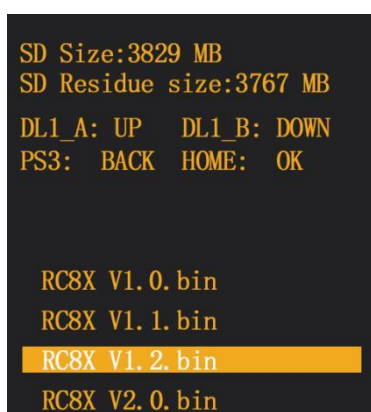 SD Size:3829 MB
SD Residue size:3767 MB
DL1_A: UP DL1_B: DOWN
PS3: BACK HOME: OK
RC8X V1.0.bin
RC8X V1.1.bin
RC8X V1.2.bin
RC8X V2.0.bin